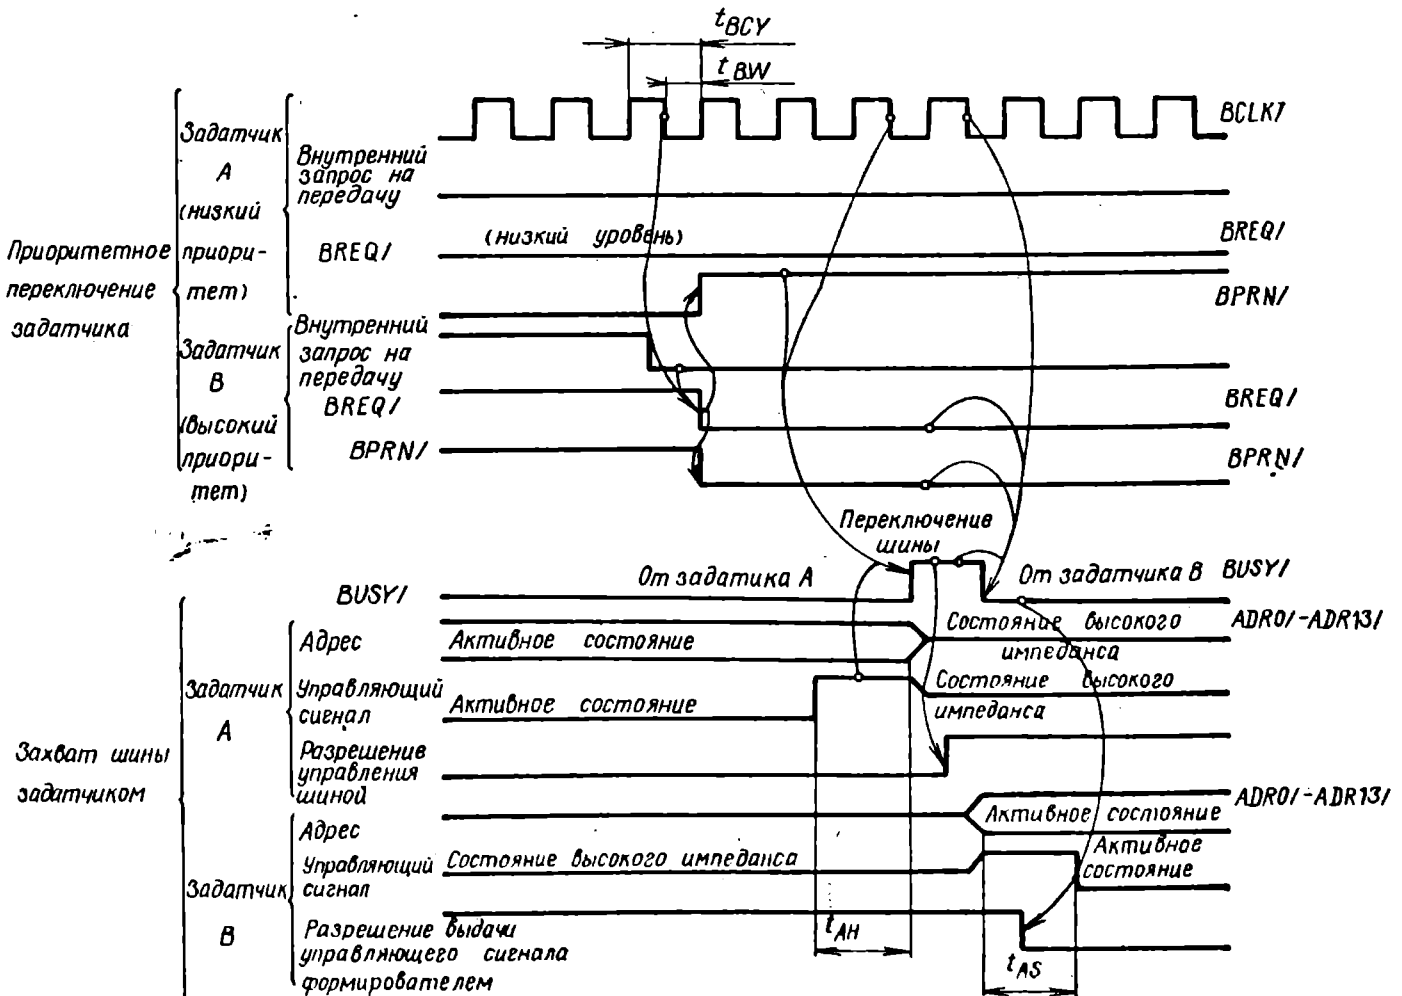 tBCY
tBW
BCLK/
Задатчик
A
(низкий
приори-
тет)
Внутренний
запрос на
передачу
BREQ/
(низкий уровень)
BREQ/
BPRN/
Приоритетное
переключение
задатчика
Задатчик
B
(высокий
приори-
тет)
Внутренний
запрос на
передачу
BREQ/
BREQ/
BPRN/
BPRN/
Переключение
шины
BUSY/
От задатика A
От задатчика B
BUSY/
Захват шины
задатчиком
Задатчик
A
Адрес
Активное состояние
Состояние высокого
импеданса
ADR0/-ADR13/
Управляющий
сигнал
Активное состояние
Состояние высокого
импеданса
Разрешение
управления
шиной
Задатчик
B
Адрес
Активное состояние
ADR0/-ADR13/
Управляющий
сигнал
Состояние высокого импеданса
Активное
состояние
Разрешение выдачи
управляющего сигнала
формирователем
tAH
tAS